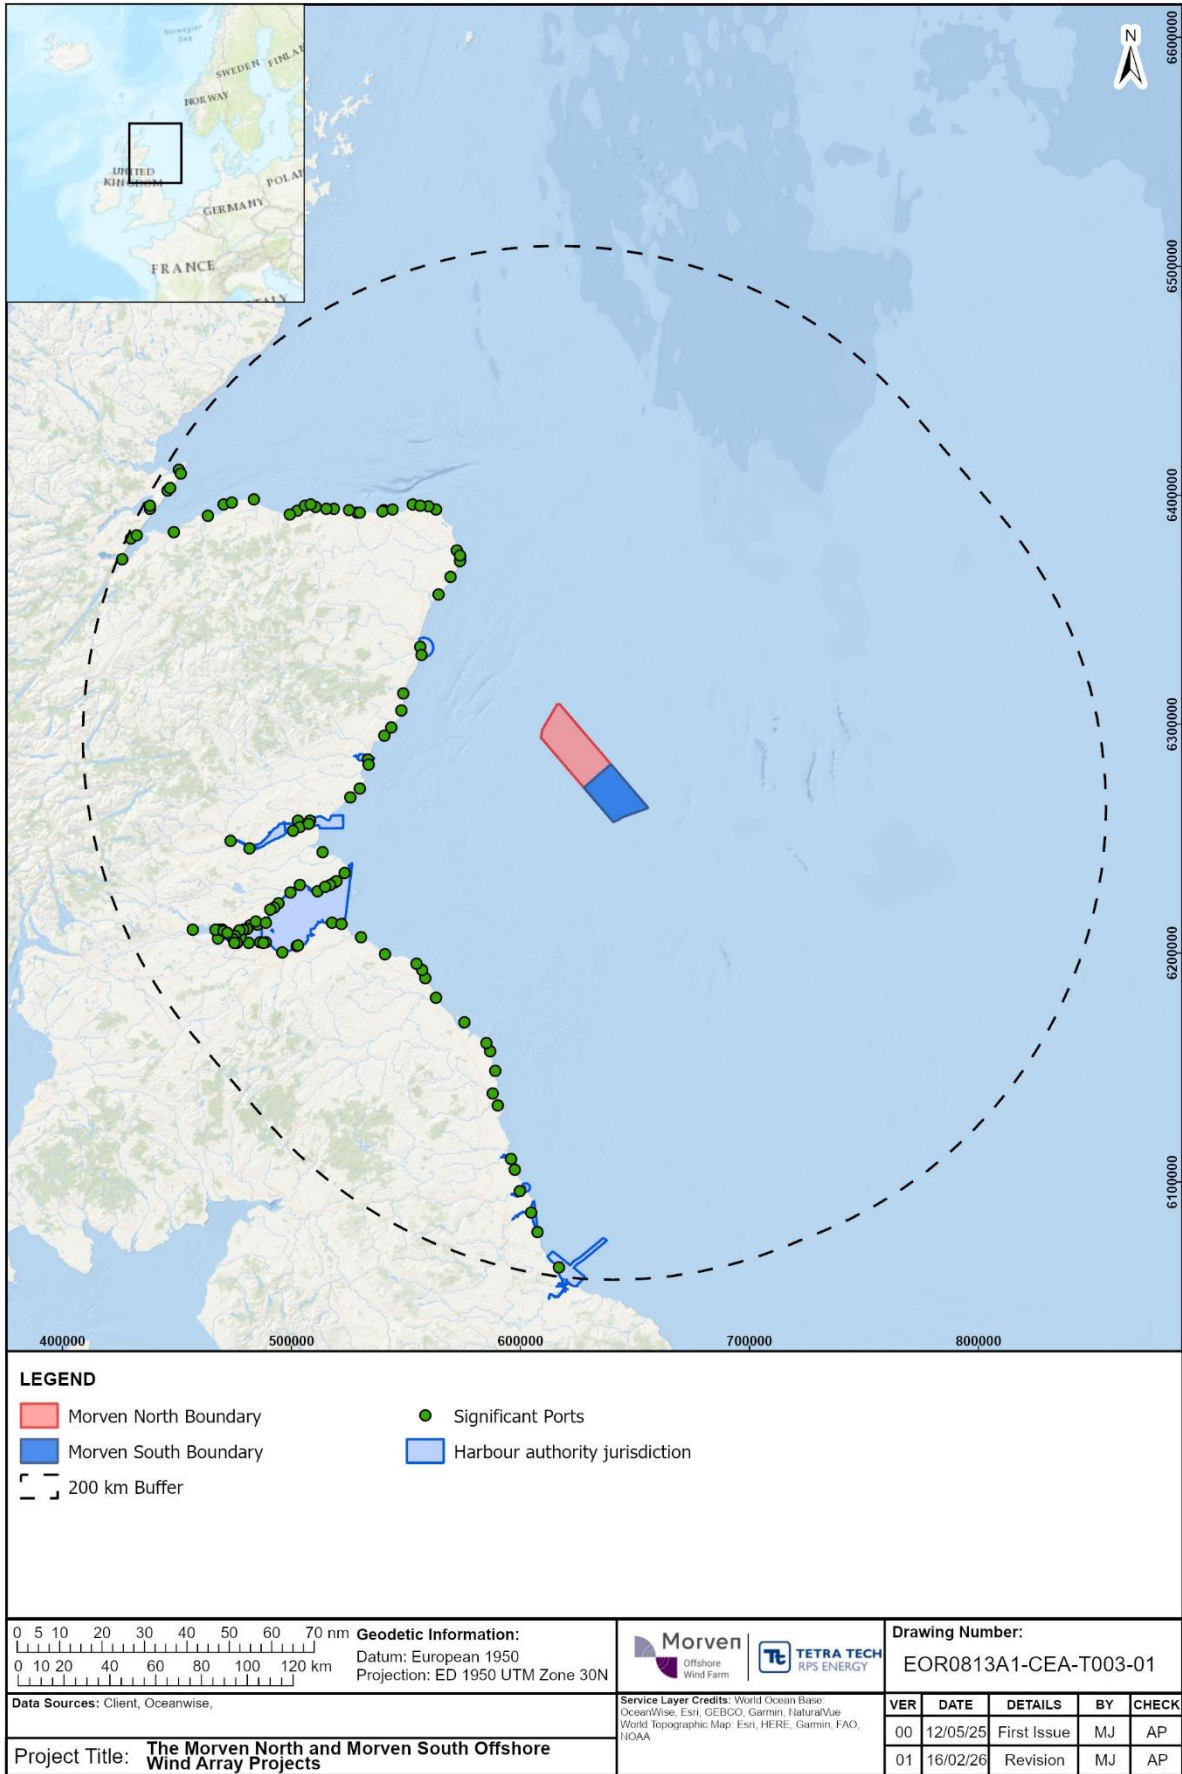 Norwegian
Sea
SWEDEN
FINLA
NORWAY
UNITED
KINGDOM
POLAN
GERMANY
FRANCE
ITALY
N
6600000
6500000
6400000
6300000
6200000
6100000
400000 500000 600000 700000 800000
LEGEND
Morven North Boundary
Significant Ports
Morven South Boundary
Harbour authority jurisdiction
200 km Buffer
0 5 10 20 30 40 50 60 70 nm
0 10 20 40 60 80 100 120 km
Geodetic Information:
Datum: European 1950
Projection: ED 1950 UTM Zone 30N
Morven
Offshore
Wind Farm
Tt
TETRA TECH
RPS ENERGY
Drawing Number:
EOR0813A1-CEA-T003-01
Data Sources: Client, Oceanwise,
Service Layer Credits: World Ocean Base:
OceanWise, Esri, GEBCO, Garmin, NaturalVue
World Topographic Map: Esri, HERE, Garmin, FAO,
NOAA
VER DATE DETAILS BY CHECK
00 12/05/25 First Issue MJ AP
01 16/02/26 Revision MJ AP
Project Title: The Morven North and Morven South Offshore
Wind Array Projects